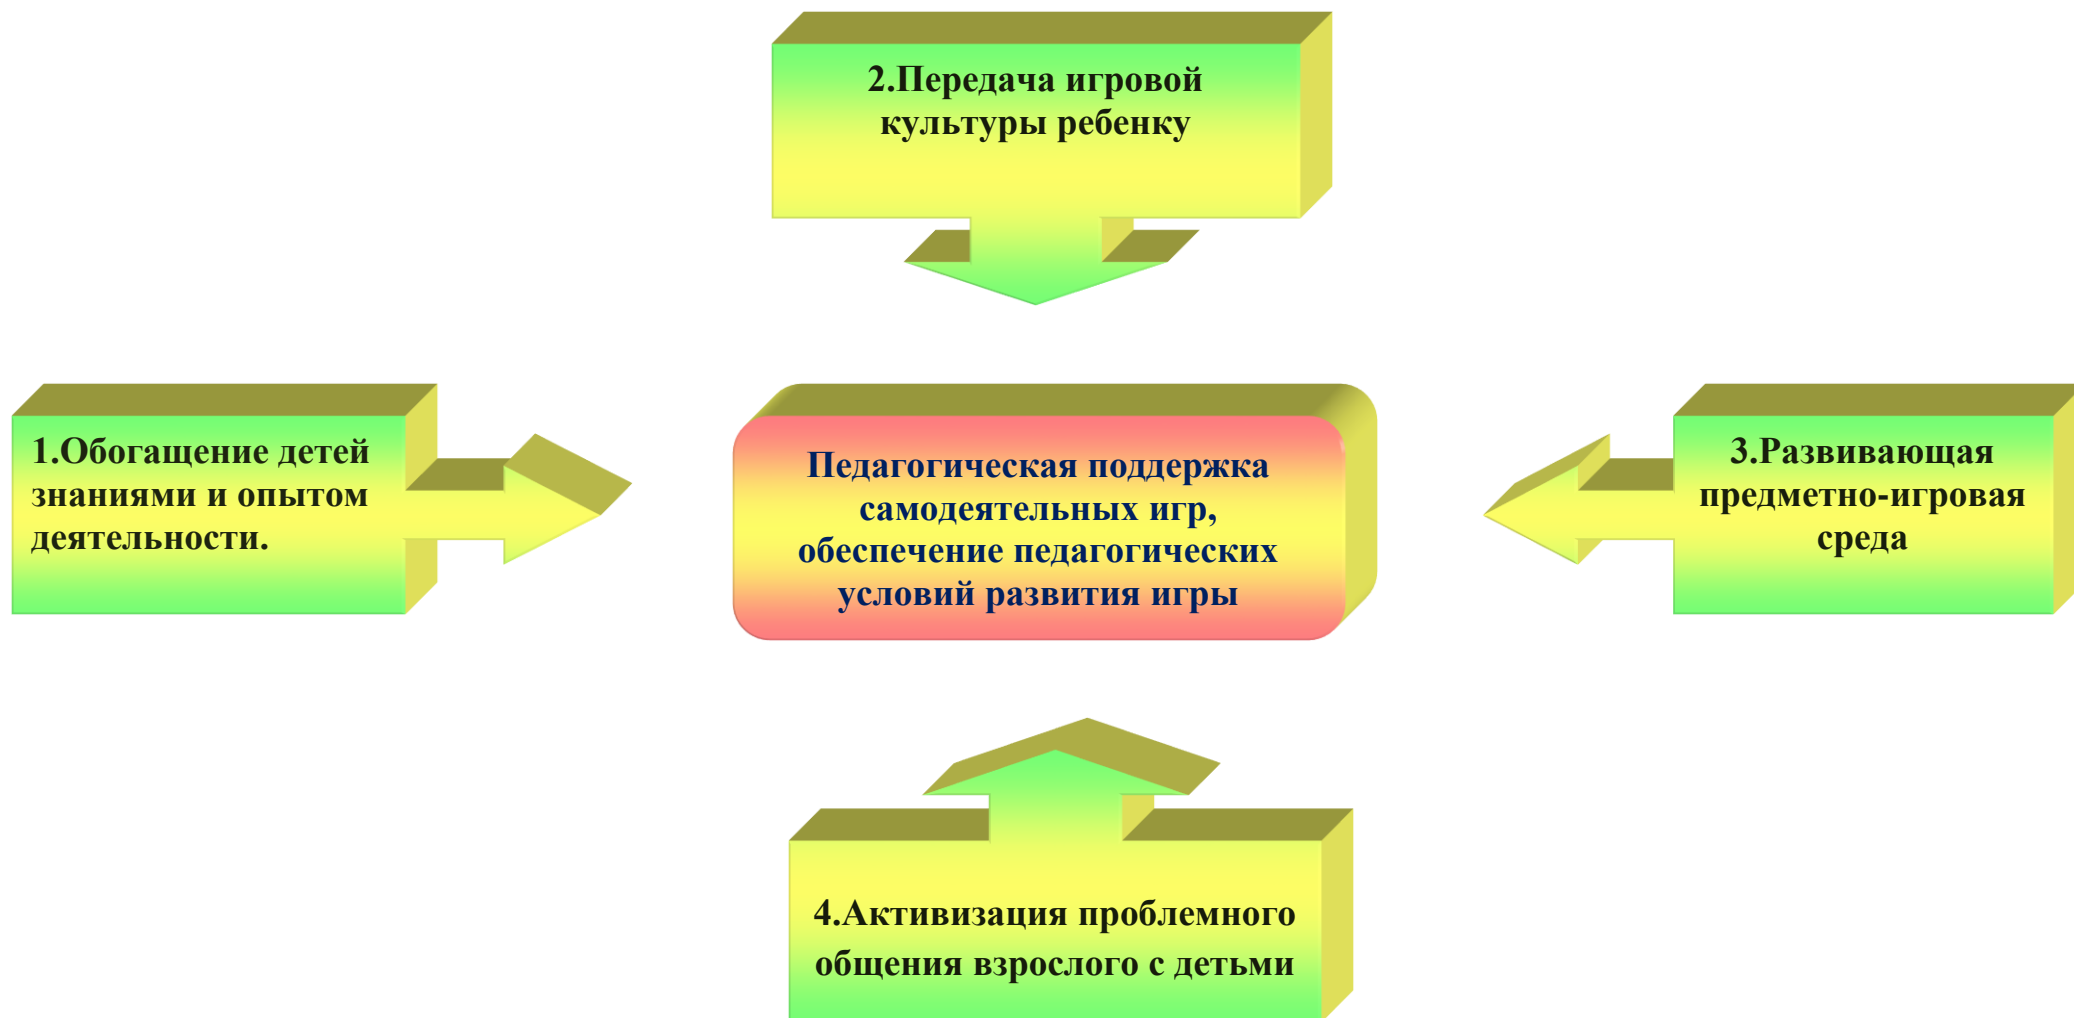 2.Передача игровой
культуры ребенку
1.Обогащение детей
знаниями и опытом
деятельности.
Педагогическая поддержка
самодеятельных игр,
обеспечение педагогических
условий развития игры
3.Развивающая
предметно-игровая
среда
4.Активизация проблемного
общения взрослого с детьми